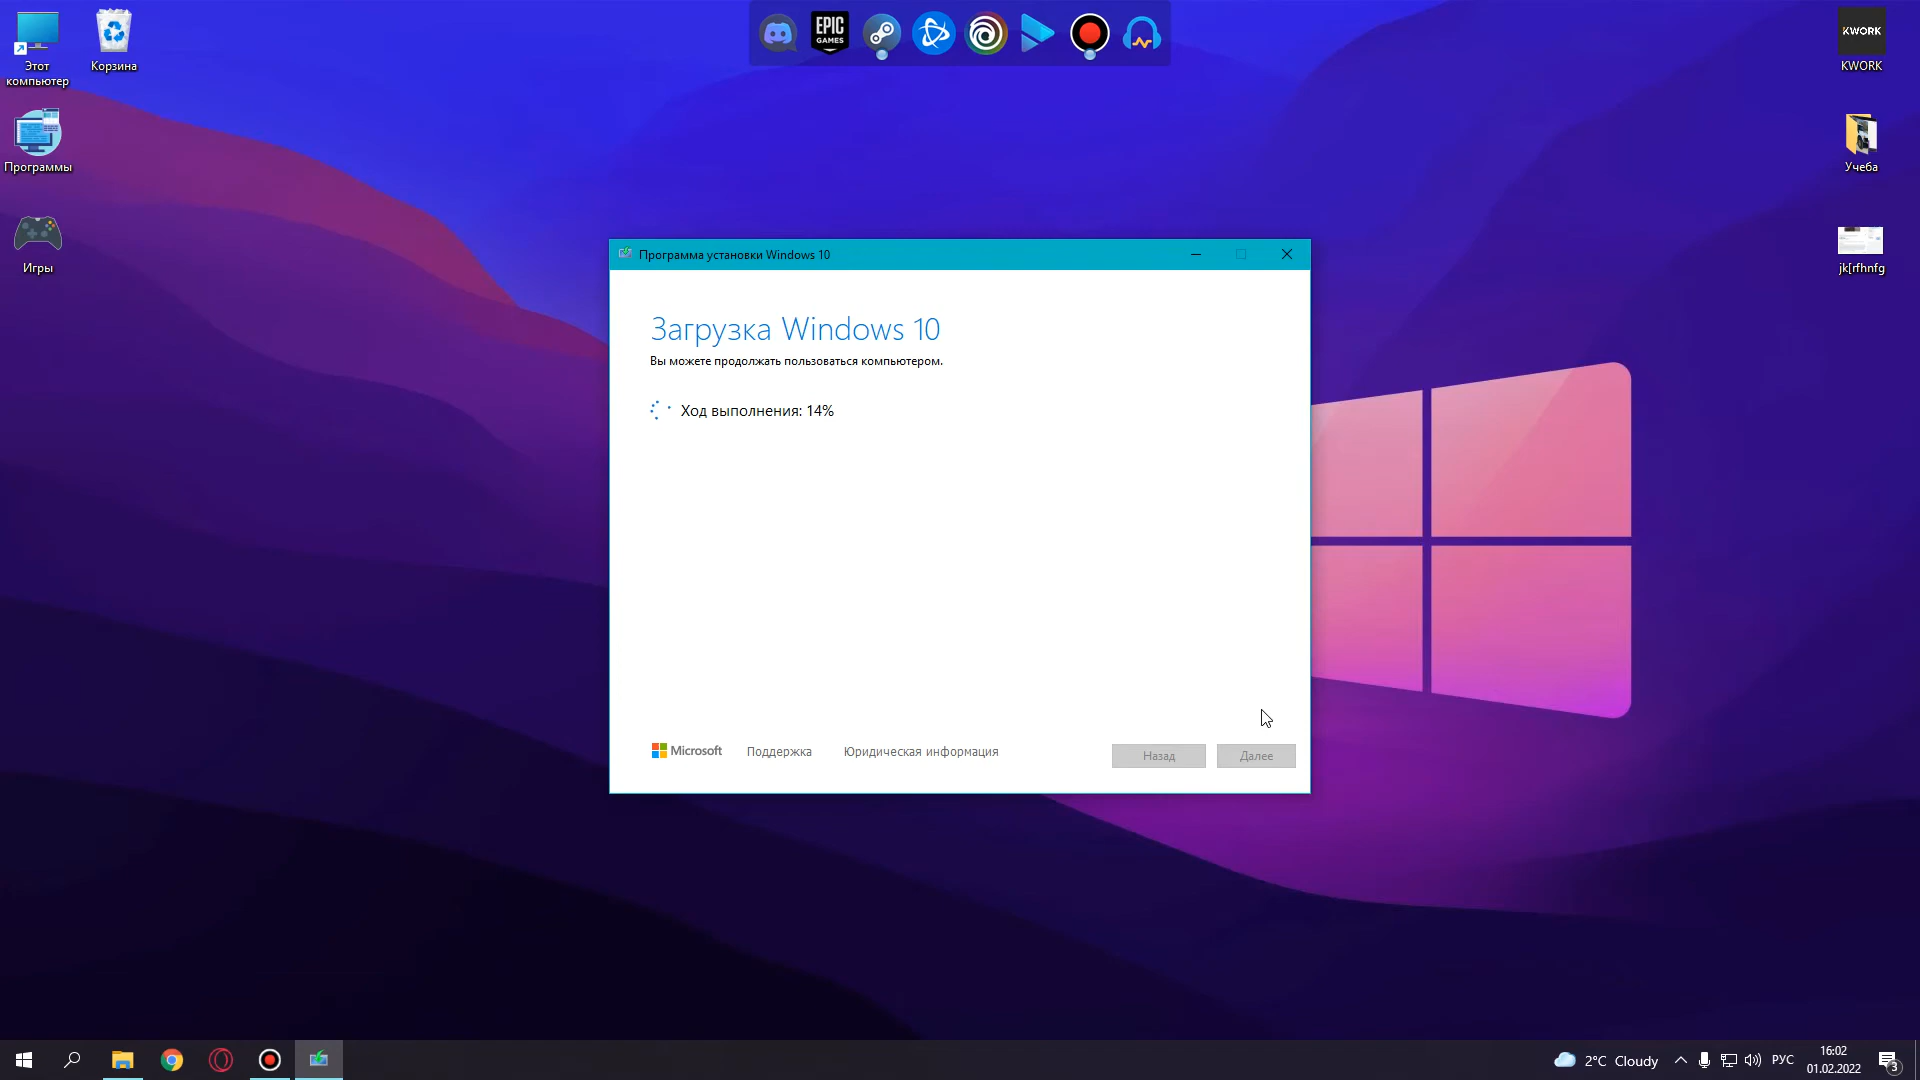 Этот
компьютер
Корзина
Программы
Игры
EPIC
GAMES
KWORK
KWORK
Учеба
jk[rfhnfg
Программа установки Windows 10
Загрузка Windows 10
Вы можете продолжать пользоваться компьютером.
Ход выполнения: 14%
Microsoft
Поддержка
Юридическая информация
Назад
Далее
2°C Cloudy
РУС
16:02
01.02.2022
3